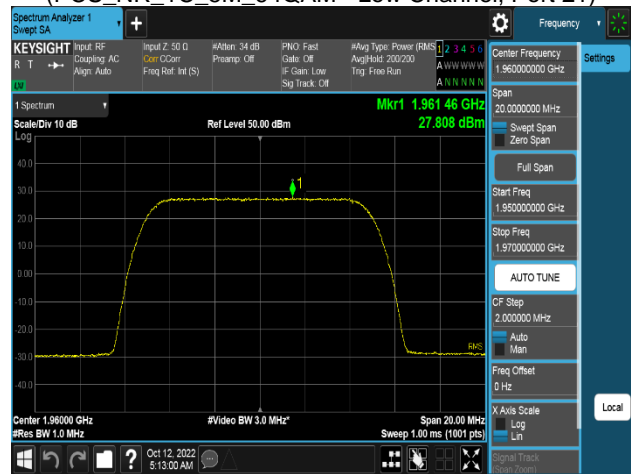 (PCS_NR_1C_5M_64QAM - Low Channel, Port 21)
Spectrum Analyzer 1
Swept SA
Frequency
KEYSIGHT
R T
LW
Input: RF
Coupling: AC
Align: Auto
Input Z: 50 Ω
Corr CCorr
Freq Ref: Int (S)
#Atten: 34 dB
Preamp: Off
PNO: Fast
Gate: Off
IF Gain: Low
Sig Track: Off
#Avg Type: Power (RMS
Avg|Hold: 200/200
Trig: Free Run
1 2 3 4 5 6
A W W W W W
A N N N N N
Center Frequency
1.960000000 GHz
Settings
Span
20.0000000 MHz
Swept Span
Zero Span
Full Span
Start Freq
1.950000000 GHz
Stop Freq
1.970000000 GHz
AUTO TUNE
CF Step
2.000000 MHz
Auto
Man
Freq Offset
0 Hz
X Axis Scale
Log
Lin
Local
Signal Track
(Span Zoom)
1 Spectrum
Mkr1 1.961 46 GHz
Scale/Div 10 dB
Ref Level 50.00 dBm
27.808 dBm
Log
40.0
30.0
20.0
10.0
0.00
-10.0
-20.0
-30.0
-40.0
1
RMS
Center 1.96000 GHz
#Video BW 3.0 MHz*
Span 20.00 MHz
#Res BW 1.0 MHz
Sweep 1.00 ms (1001 pts)
?
Oct 12, 2022
5:13:00 AM